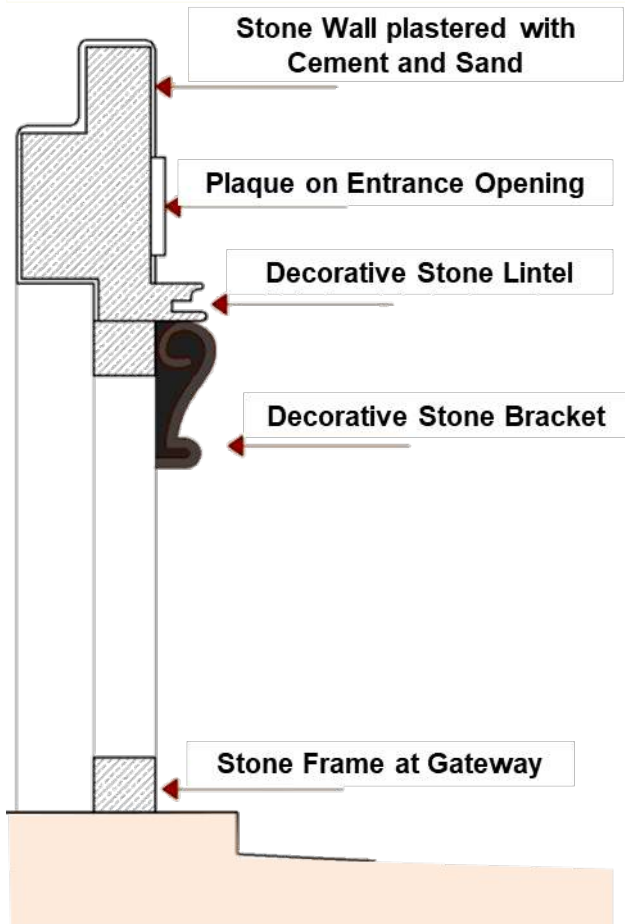 Stone Wall plastered with
Cement and Sand
Plaque on Entrance Opening
Decorative Stone Lintel
Decorative Stone Bracket
Stone Frame at Gateway